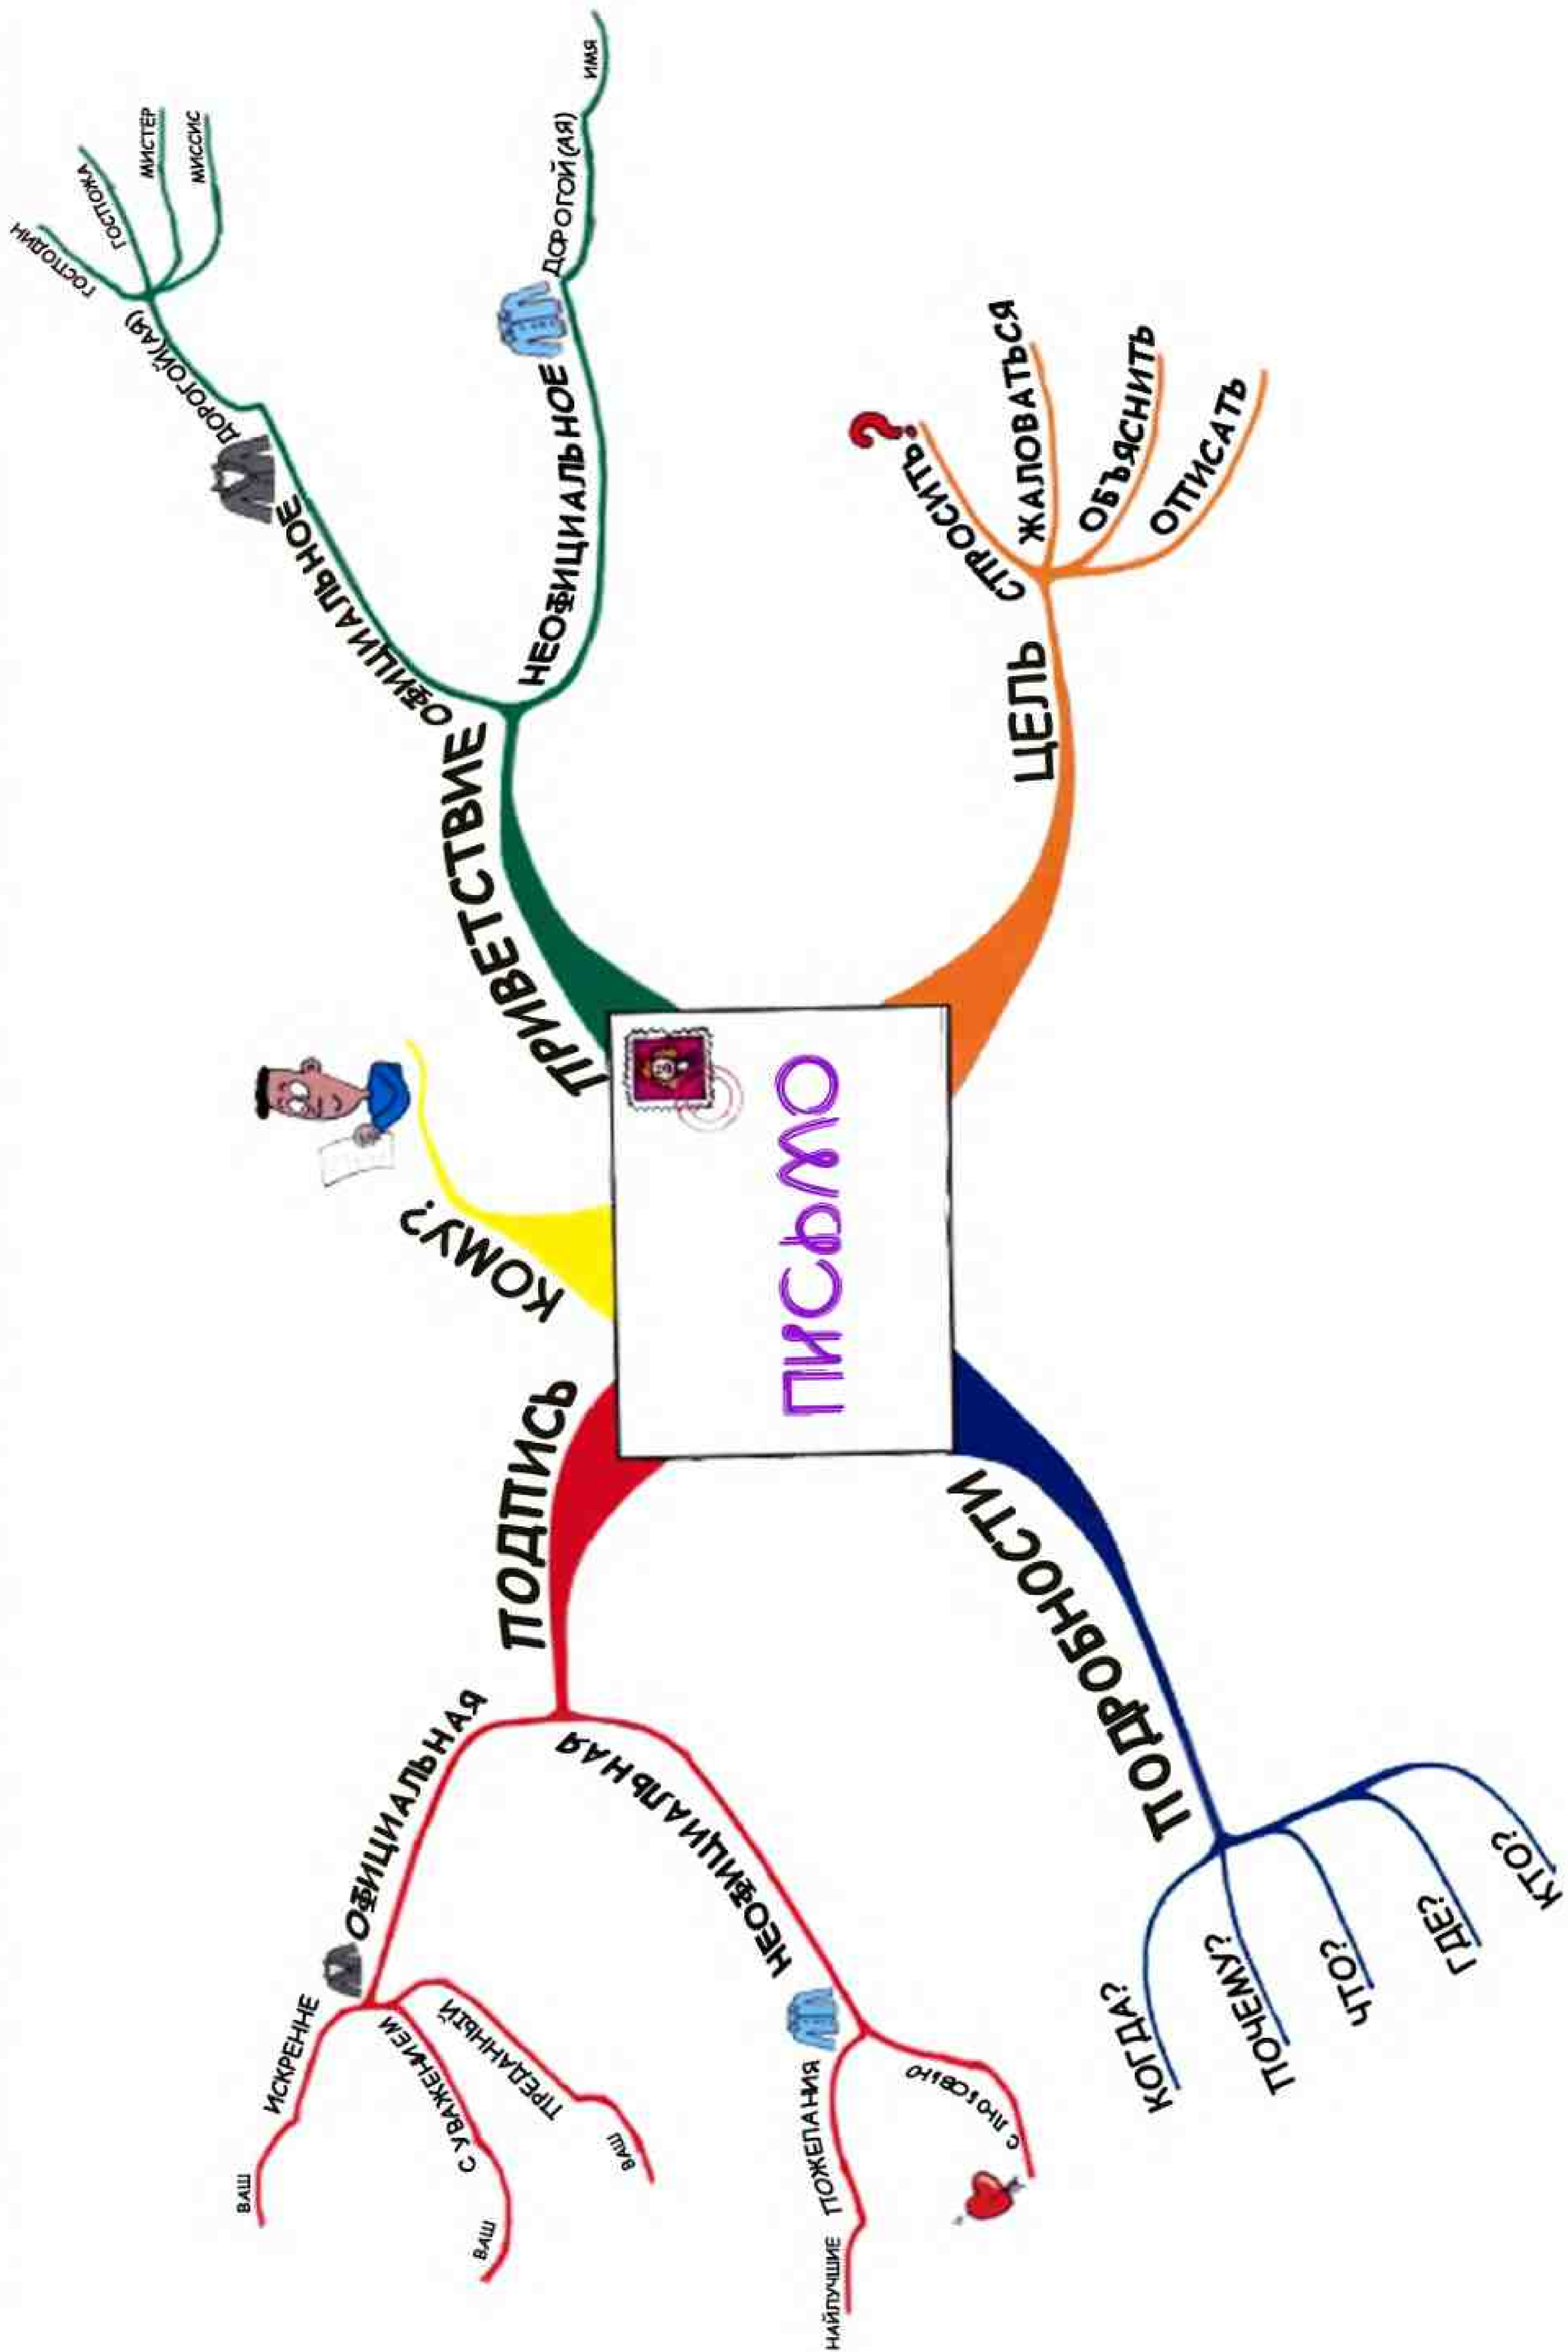 ПИСЬМО
КОМУ?
ПРИВЕТСТВИЕ
ОФИЦИАЛЬНОЕ
ДОРОГОЙ(АЯ)
ГОСПОДИН
ГОСПОЖА
МИСТЕР
МИССИС
НЕОФИЦИАЛЬНОЕ
ДОРОГОЙ(АЯ)
ИМЯ
ЦЕЛЬ
СПРОСИТЬ
?
ЖАЛОВАТЬСЯ
ОБЪЯСНИТЬ
ОПИСАТЬ
ПОДРОБНОСТИ
КТО?
ГДЕ?
ЧТО?
ПОЧЕМУ?
КОГДА?
ПОДПИСЬ
НЕОФИЦИАЛЬНАЯ
С ЛЮБОВЬЮ
НАИЛУЧШИЕ ПОЖЕЛАНИЯ
ОФИЦИАЛЬНАЯ
ВАШ ПРЕДАННЫЙ
ВАШ С УВАЖЕНИЕМ
ВАШ ИСКРЕННЕ